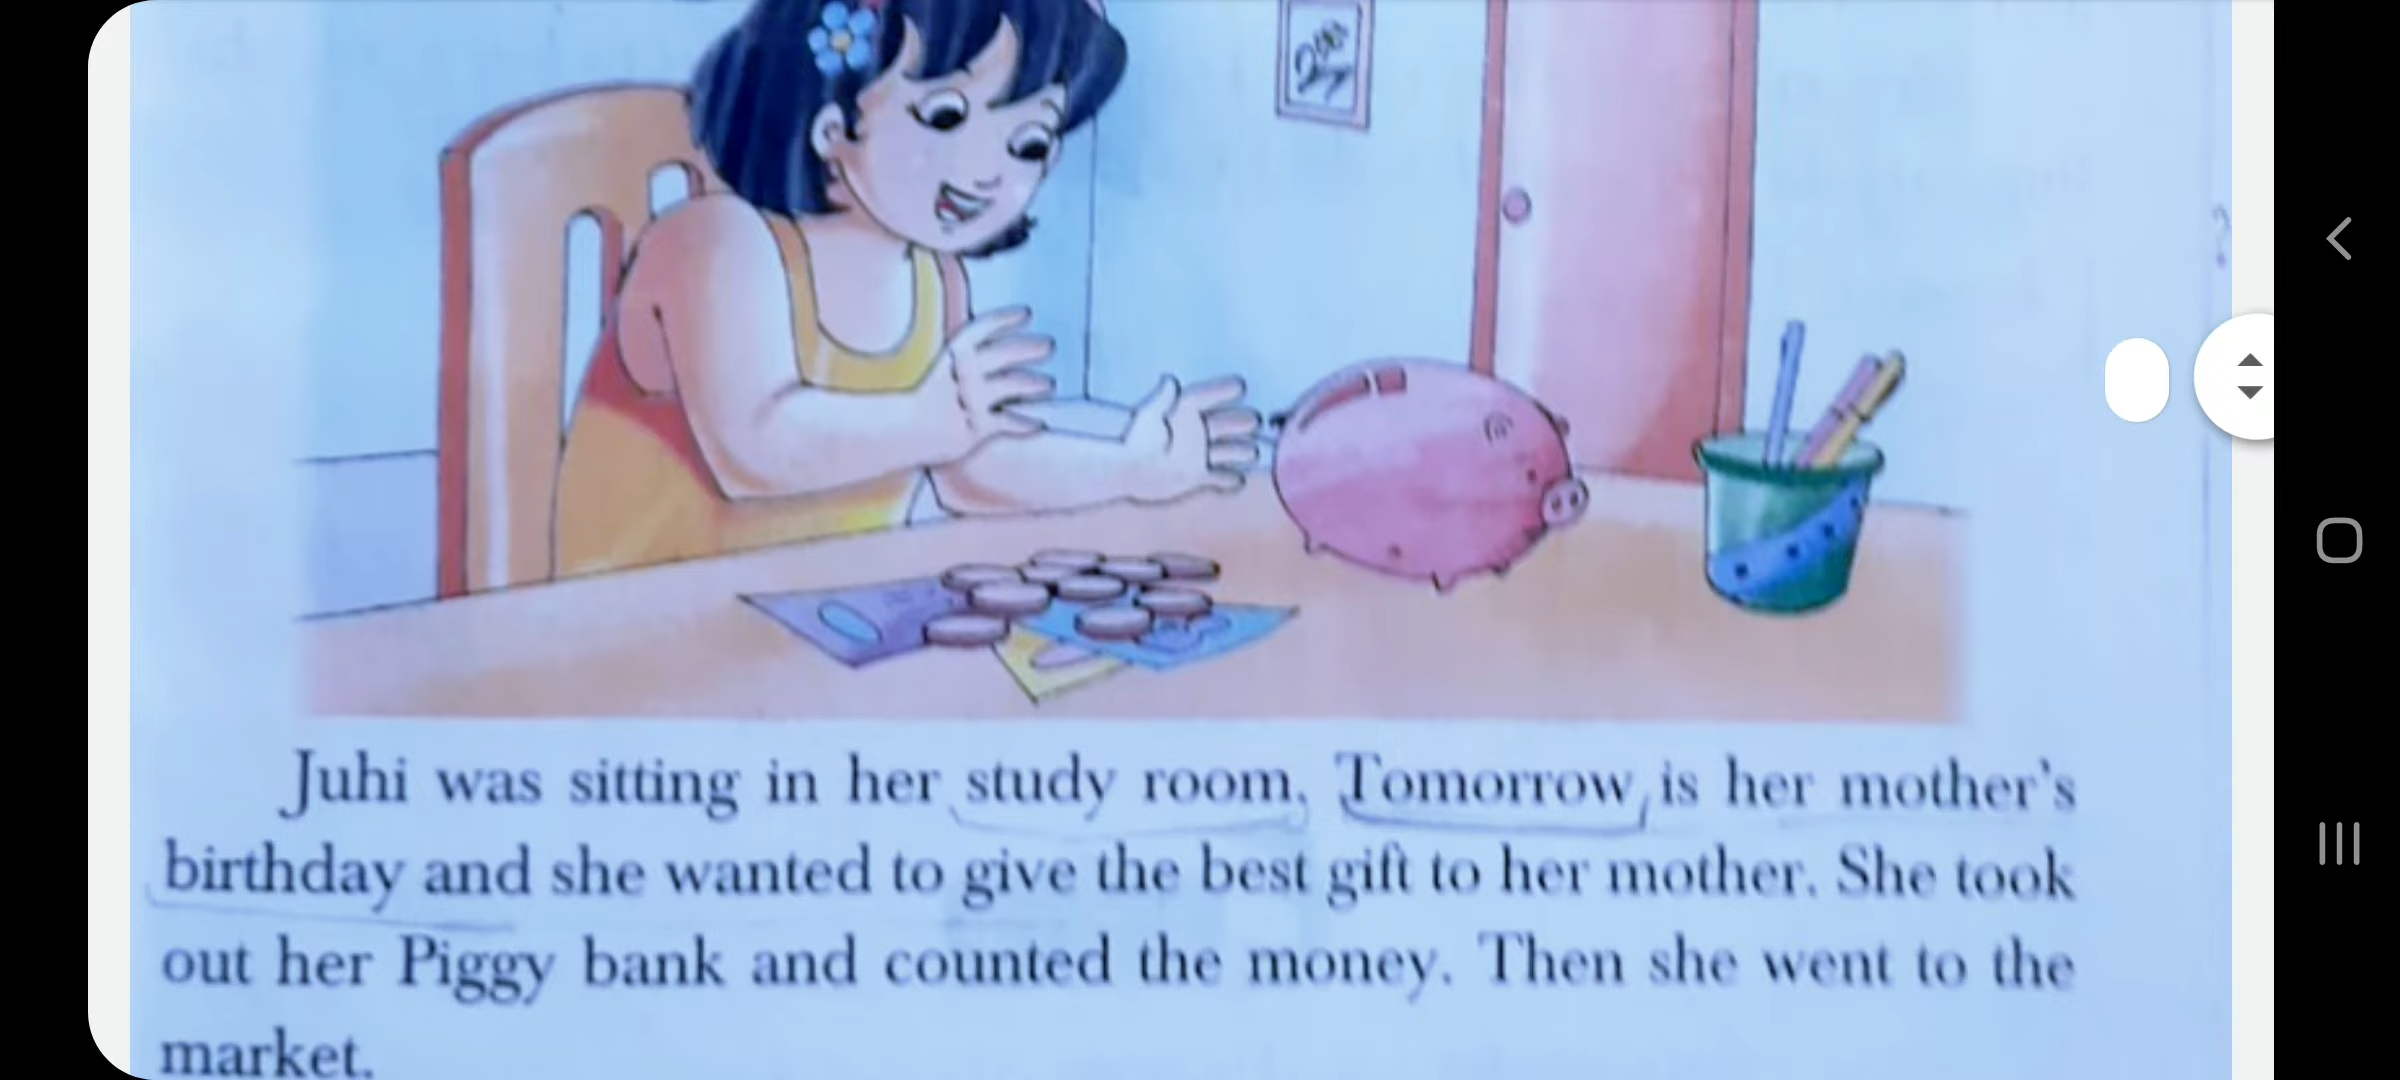 Juhi was sitting in her study room. Tomorrow is her mother's
birthday and she wanted to give the best gift to her mother. She took
out her Piggy bank and counted the money. Then she went to the
market.
?